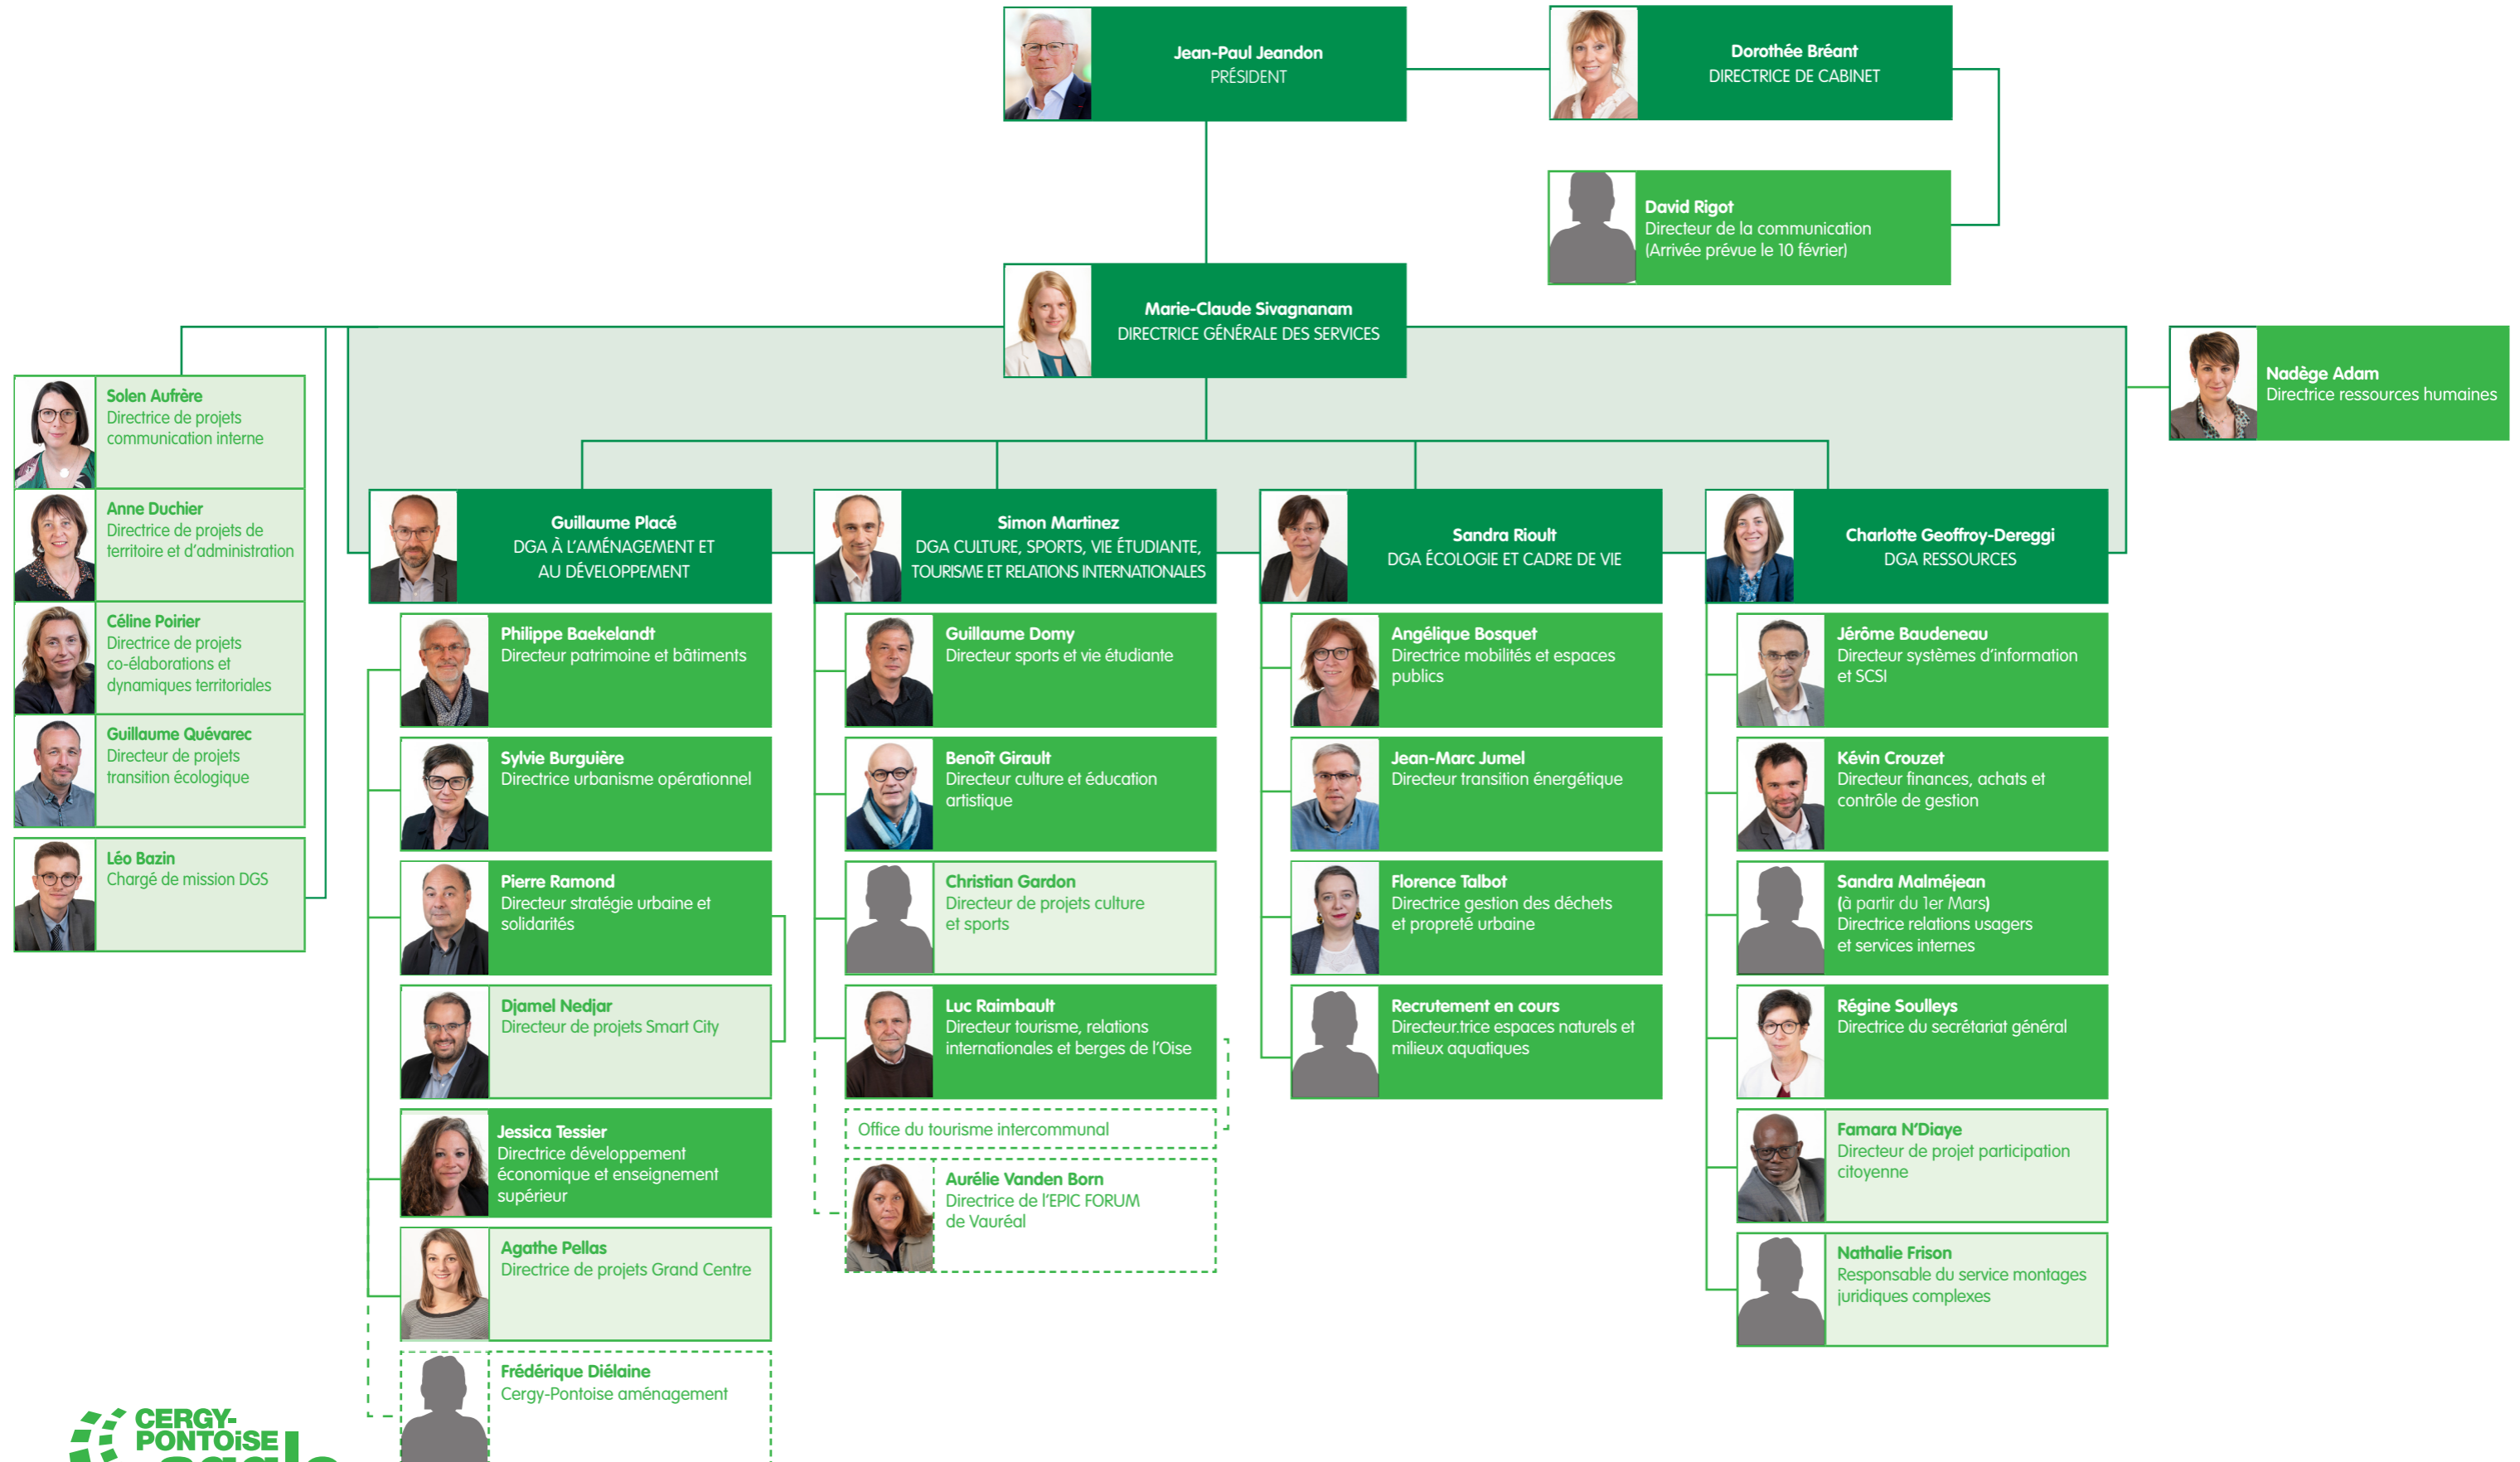 Jean-Paul Jeandon
PRÉSIDENT
Dorothée Bréant
DIRECTRICE DE CABINET
David Rigot
Directeur de la communication
(Arrivée prévue le 10 février)
Marie-Claude Sivagnanam
DIRECTRICE GÉNÉRALE DES SERVICES
Nadège Adam
Directrice ressources humaines
Solen Aufrère
Directrice de projets
communication interne
Anne Duchier
Directrice de projets de
territoire et d'administration
Céline Poirier
Directrice de projets
co-élaborations et
dynamiques territoriales
Guillaume Quévarec
Directeur de projets
transition écologique
Léo Bazin
Chargé de mission DGS
Guillaume Placé
DGA À L'AMÉNAGEMENT ET
AU DÉVELOPPEMENT
Philippe Baekelandt
Directeur patrimoine et bâtiments
Sylvie Burguière
Directrice urbanisme opérationnel
Pierre Ramond
Directeur stratégie urbaine et
solidarités
Djamel Nedjar
Directeur de projets Smart City
Jessica Tessier
Directrice développement
économique et enseignement
supérieur
Agathe Pellas
Directrice de projets Grand Centre
Frédérique Diélaine
Cergy-Pontoise aménagement
Simon Martinez
DGA CULTURE, SPORTS, VIE ÉTUDIANTE,
TOURISME ET RELATIONS INTERNATIONALES
Guillaume Domy
Directeur sports et vie étudiante
Benoît Girault
Directeur culture et éducation
artistique
Christian Gardon
Directeur de projets culture
et sports
Luc Raimbault
Directeur tourisme, relations
internationales et berges de l'Oise
Office du tourisme intercommunal
Aurélie Vanden Born
Directrice de l'EPIC FORUM
de Vauréal
Sandra Rioult
DGA ÉCOLOGIE ET CADRE DE VIE
Angélique Bosquet
Directrice mobilités et espaces
publics
Jean-Marc Jumel
Directeur transition énergétique
Florence Talbot
Directrice gestion des déchets
et propreté urbaine
Recrutement en cours
Directeur.trice espaces naturels et
milieux aquatiques
Charlotte Geoffroy-Dereggi
DGA RESSOURCES
Jérôme Baudeneau
Directeur systèmes d'information
et SCSI
Kévin Crouzet
Directeur finances, achats et
contrôle de gestion
Sandra Malméjean
(à partir du 1er Mars)
Directrice relations usagers
et services internes
Régine Soulleys
Directrice du secrétariat général
Famara N'Diaye
Directeur de projet participation
citoyenne
Nathalie Frison
Responsable du service montages
juridiques complexes
CERGY-
PONTOiSE